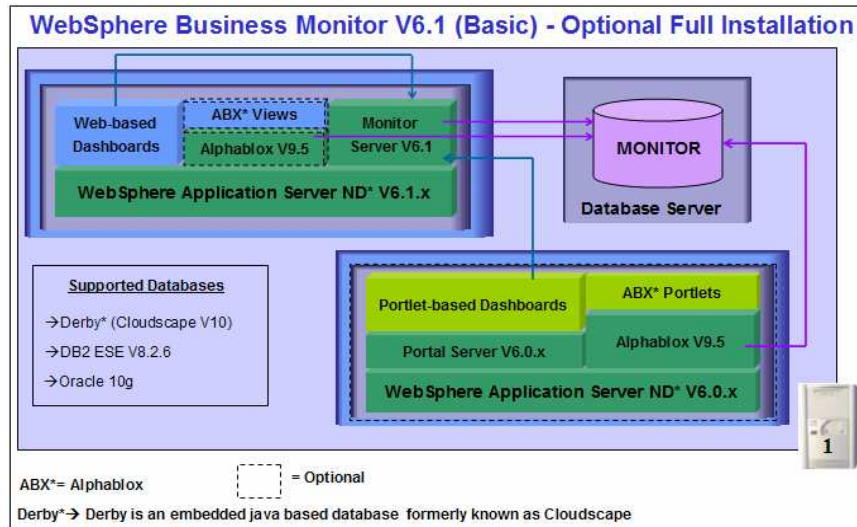 WebSphere Business Monitor V6.1 (Basic) - Optional Full Installation
Web-based
Dashboards
ABX* Views
Alphablox V9.5
Monitor
Server V6.1
WebSphere Application Server ND* V6.1.x
MONITOR
Database Server
Supported Databases
→Derby* (Cloudscape V10)
→DB2 ESE V8.2.6
→Oracle 10g
Portlet-based Dashboards
ABX* Portlets
Portal Server V6.0.x
Alphablox V9.5
WebSphere Application Server ND* V6.0.x
1
ABX*= Alphablox
= Optional
Derby*→ Derby is an embedded java based database formerly known as Cloudscape